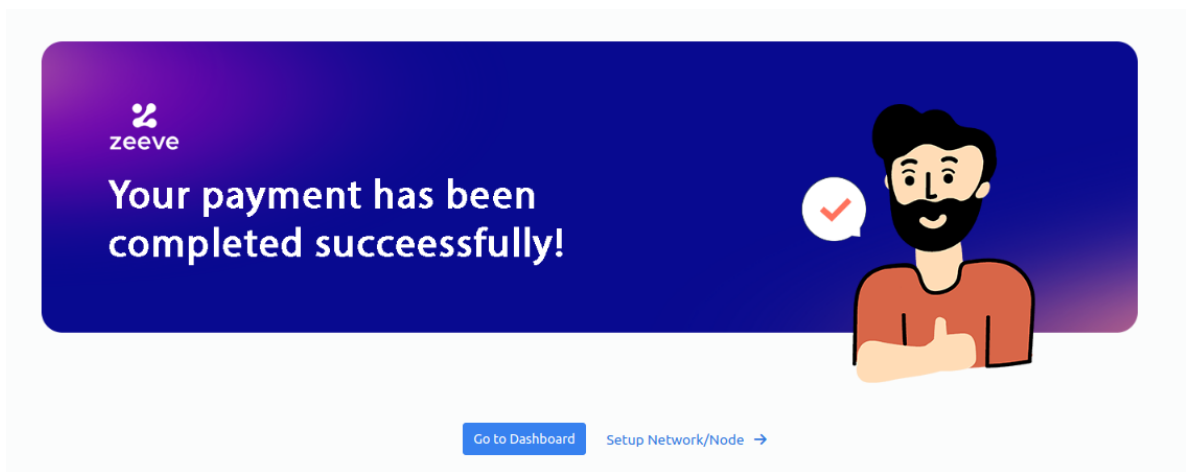 zeeve
Your payment has been
completed succeessfully!
Go to Dashboard
Setup Network/Node →